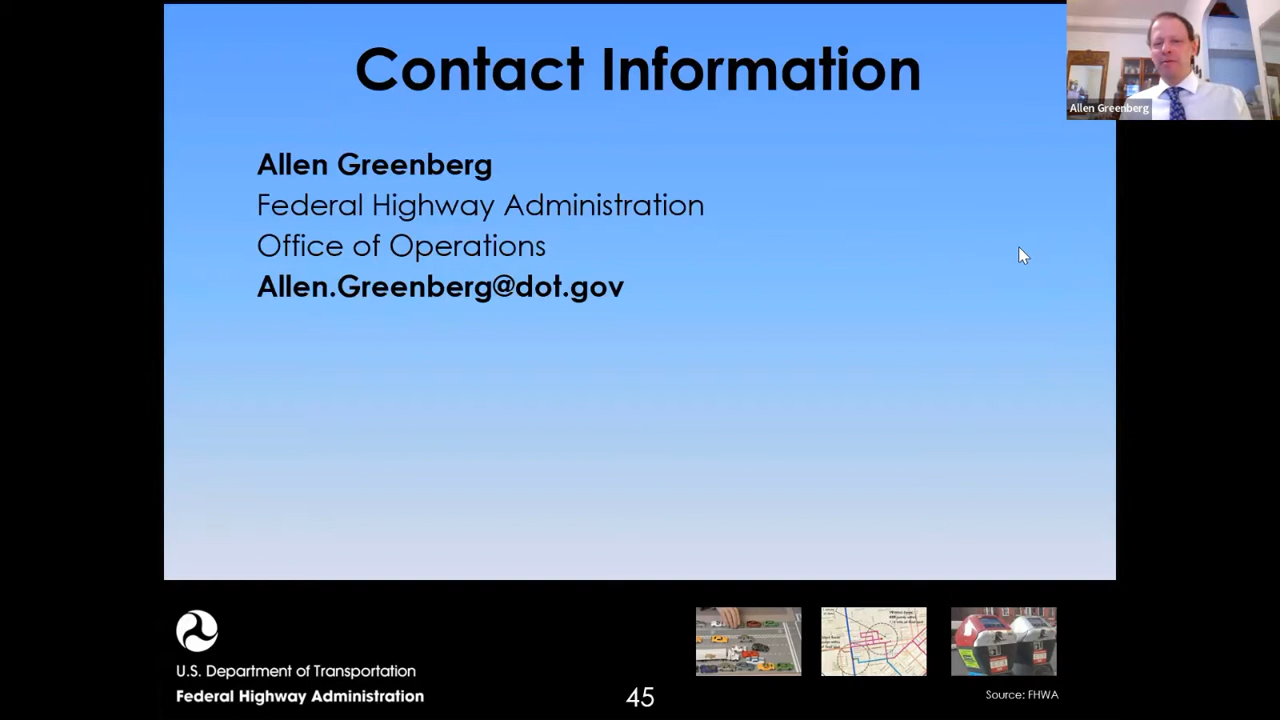 Contact Information
Allen Greenberg
Allen Greenberg
Federal Highway Administration
Office of Operations
Allen.Greenberg@dot.gov
U.S. Department of Transportation
Federal Highway Administration
45
Source: FHWA